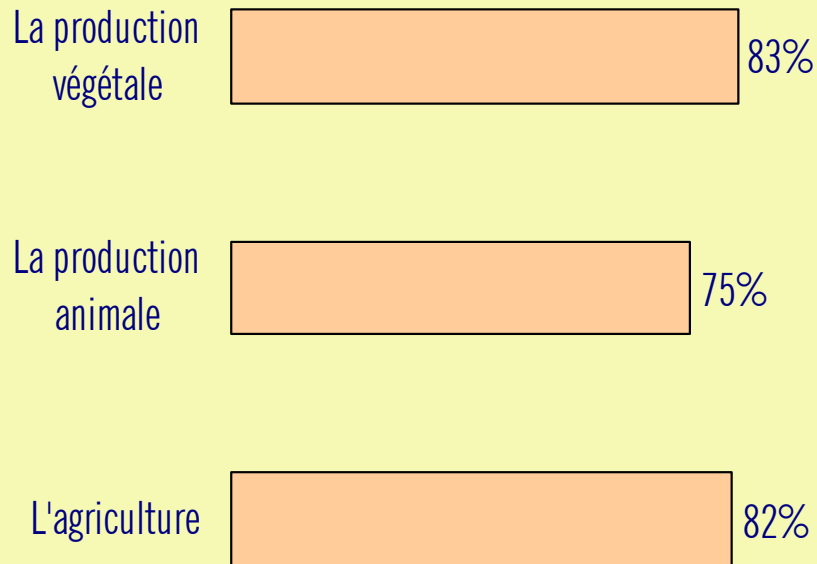 La production
végétale
83%
La production
animale
75%
L'agriculture
82%